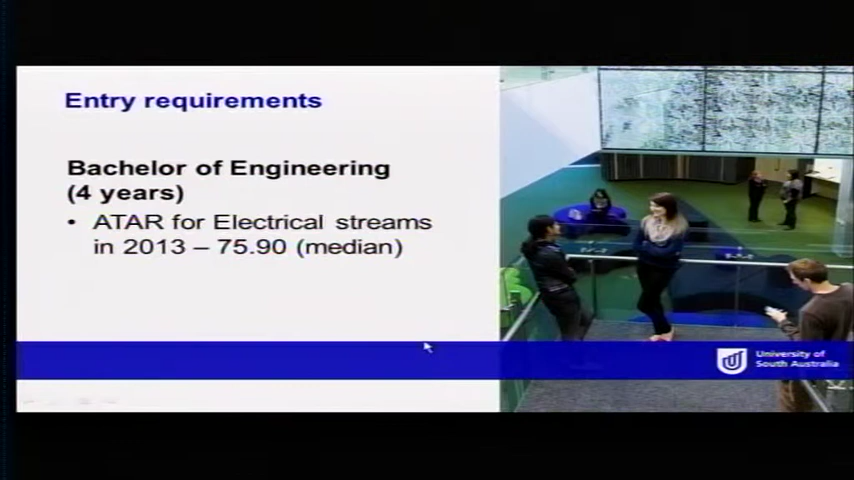 Entry requirements
Bachelor of Engineering
(4 years)
• ATAR for Electrical streams
in 2013 – 75.90 (median)
University of
South Australia